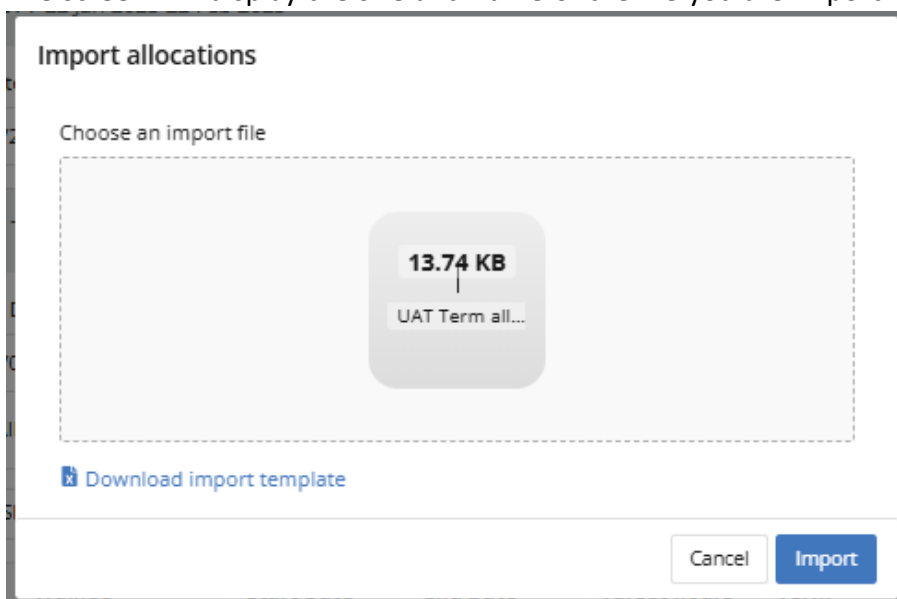 Import allocations
Choose an import file
13.74 KB
UAT Term all...
Download import template
Cancel
Import